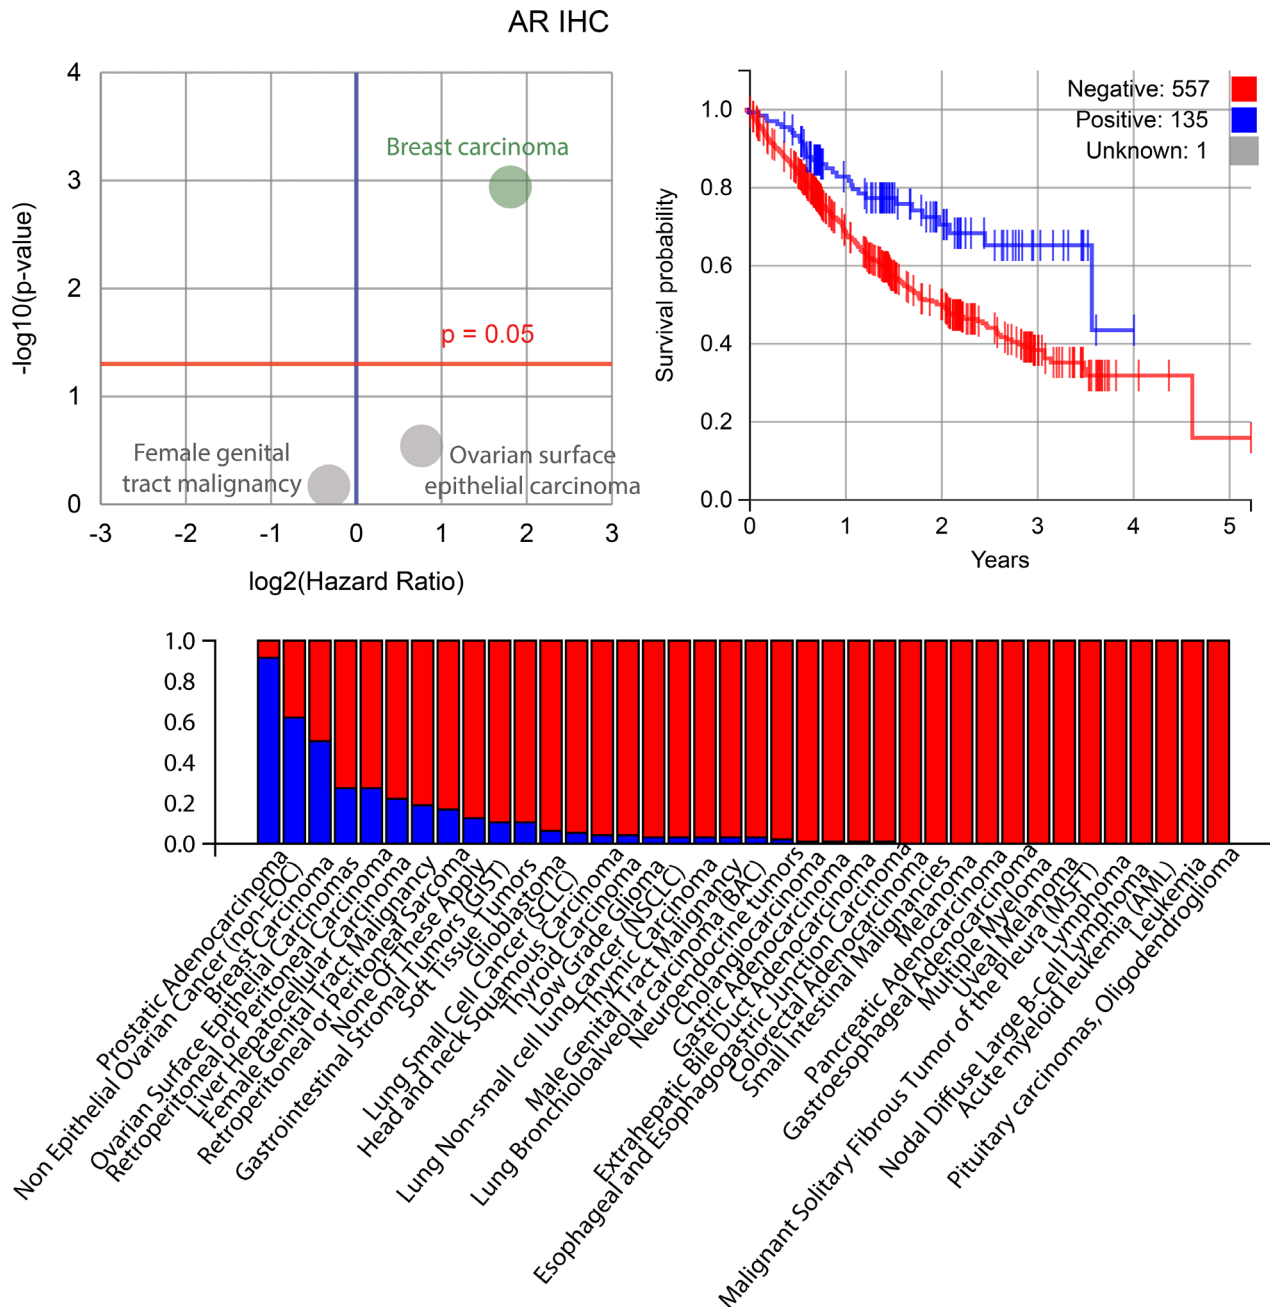 AR IHC
4
3
2
1
0
-log10(p-value)
Breast carcinoma
p = 0.05
Female genital
tract malignancy
Ovarian surface
epithelial carcinoma
-3
-2
-1
0
1
2
3
log2(Hazard Ratio)
Negative: 557
Positive: 135
Unknown: 1
1.0
0.8
0.6
0.4
0.2
0.0
Survival probability
0
1
2
3
4
5
Years
1.0
0.8
0.6
0.4
0.2
0.0
Prostatic Adenocarcinoma
Non Epithelial Ovarian Cancer (non-EOC)
Breast Carcinoma
Ovarian Surface Epithelial Carcinomas
Retroperitoneal or Peritoneal Carcinoma
Liver Hepatocellular Carcinoma
Female Genital Tract Malignancy
Retroperitoneal or Peritoneal Sarcoma
None Of These Apply
Gastrointestinal Stromal Tumors (GIST)
Soft Tissue Tumors
Glioblastoma
Lung Small Cell Cancer (SCLC)
Head and neck Squamous Carcinoma
Thyroid Carcinoma
Low Grade Glioma
Lung Non-small cell lung cancer (NSCLC)
Thymic Carcinoma
Male Genital Tract Malignancy
Lung Bronchioloalveolar carcinoma (BAC)
Neuroendocrine tumors
Cholangiocarcinoma
Gastric Adenocarcinoma
Extrahepatic Bile Duct Adenocarcinoma
Esophageal and Esophagogastric Junction Carcinoma
Colorectal Adenocarcinoma
Small Intestinal Malignancies
Melanoma
Pancreatic Adenocarcinoma
Gastroesophageal Adenocarcinoma
Multiple Myeloma
Uveal Melanoma
Malignant Solitary Fibrous Tumor of the Pleura (MSFT)
Lymphoma
Nodal Diffuse Large B-Cell Lymphoma
Acute myeloid leukemia (AML)
Leukemia
Pituitary carcinomas, Oligodendroglioma